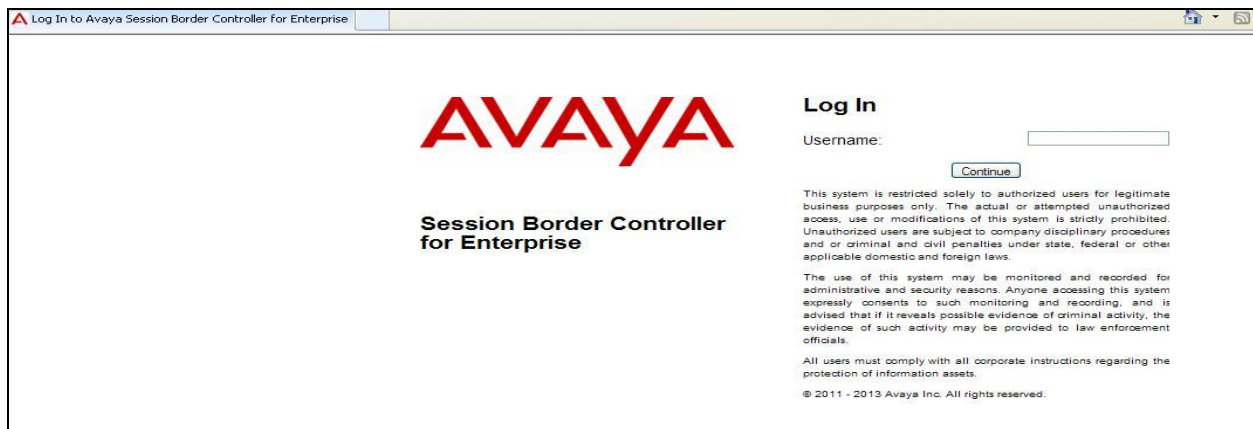 Log In to Avaya Session Border Controller for Enterprise
AVAYA
Session Border Controller
for Enterprise
Log In
Username:
Continue
This system is restricted solely to authorized users for legitimate
business purposes only. The actual or attempted unauthorized
access, use or modifications of this system is strictly prohibited.
Unauthorized users are subject to company disciplinary procedures
and or criminal and civil penalties under state, federal or other
applicable domestic and foreign laws.
The use of this system may be monitored and recorded for
administrative and security reasons. Anyone accessing this system
expressly consents to such monitoring and recording, and is
advised that if it reveals possible evidence of criminal activity, the
evidence of such activity may be provided to law enforcement
officials.
All users must comply with all corporate instructions regarding the
protection of information assets.
© 2011 - 2013 Avaya Inc. All rights reserved.